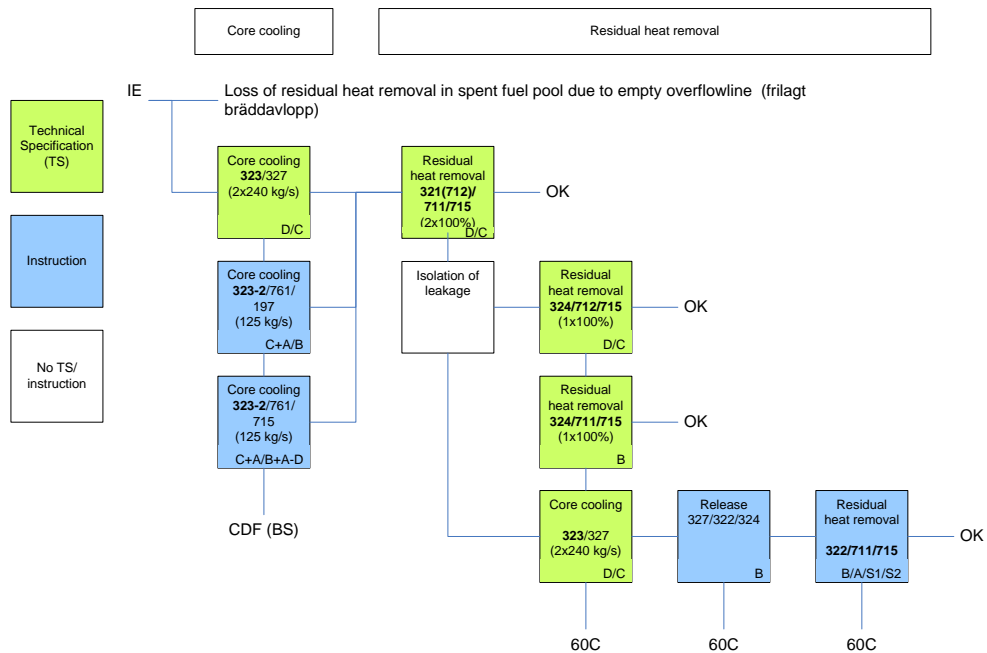 Core cooling
Residual heat removal
IE
Loss of residual heat removal in spent fuel pool due to empty overflowline (frilagt
bräddavlopp)
Technical
Specification
(TS)
Instruction
No TS/
instruction
Core cooling
323/327
(2x240 kg/s)
D/C
Residual
heat removal
321(712)/
711/715
(2x100%)
D/C
OK
Core cooling
323-2/761/
197
(125 kg/s)
C+A/B
Isolation of
leakage
Residual
heat removal
324/712/715
(1x100%)
D/C
OK
Core cooling
323-2/761/
715
(125 kg/s)
C+A/B+A-D
Residual
heat removal
324/711/715
(1x100%)
B
OK
CDF (BS)
Core cooling
323/327
(2x240 kg/s)
D/C
Release
327/322/324
B
Residual
heat removal
322/711/715
B/A/S1/S2
OK
60C
60C
60C